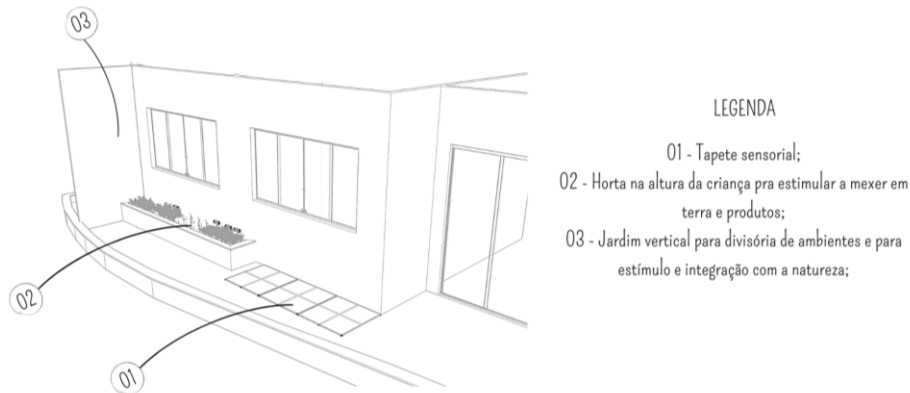 03
02
01
LEGENDA
01 - Tapete sensorial;
02 - Horta na altura da criança pra estimular a mexer em
terra e produtos;
03 - Jardim vertical para divisória de ambientes e para
estímulo e integração com a natureza;